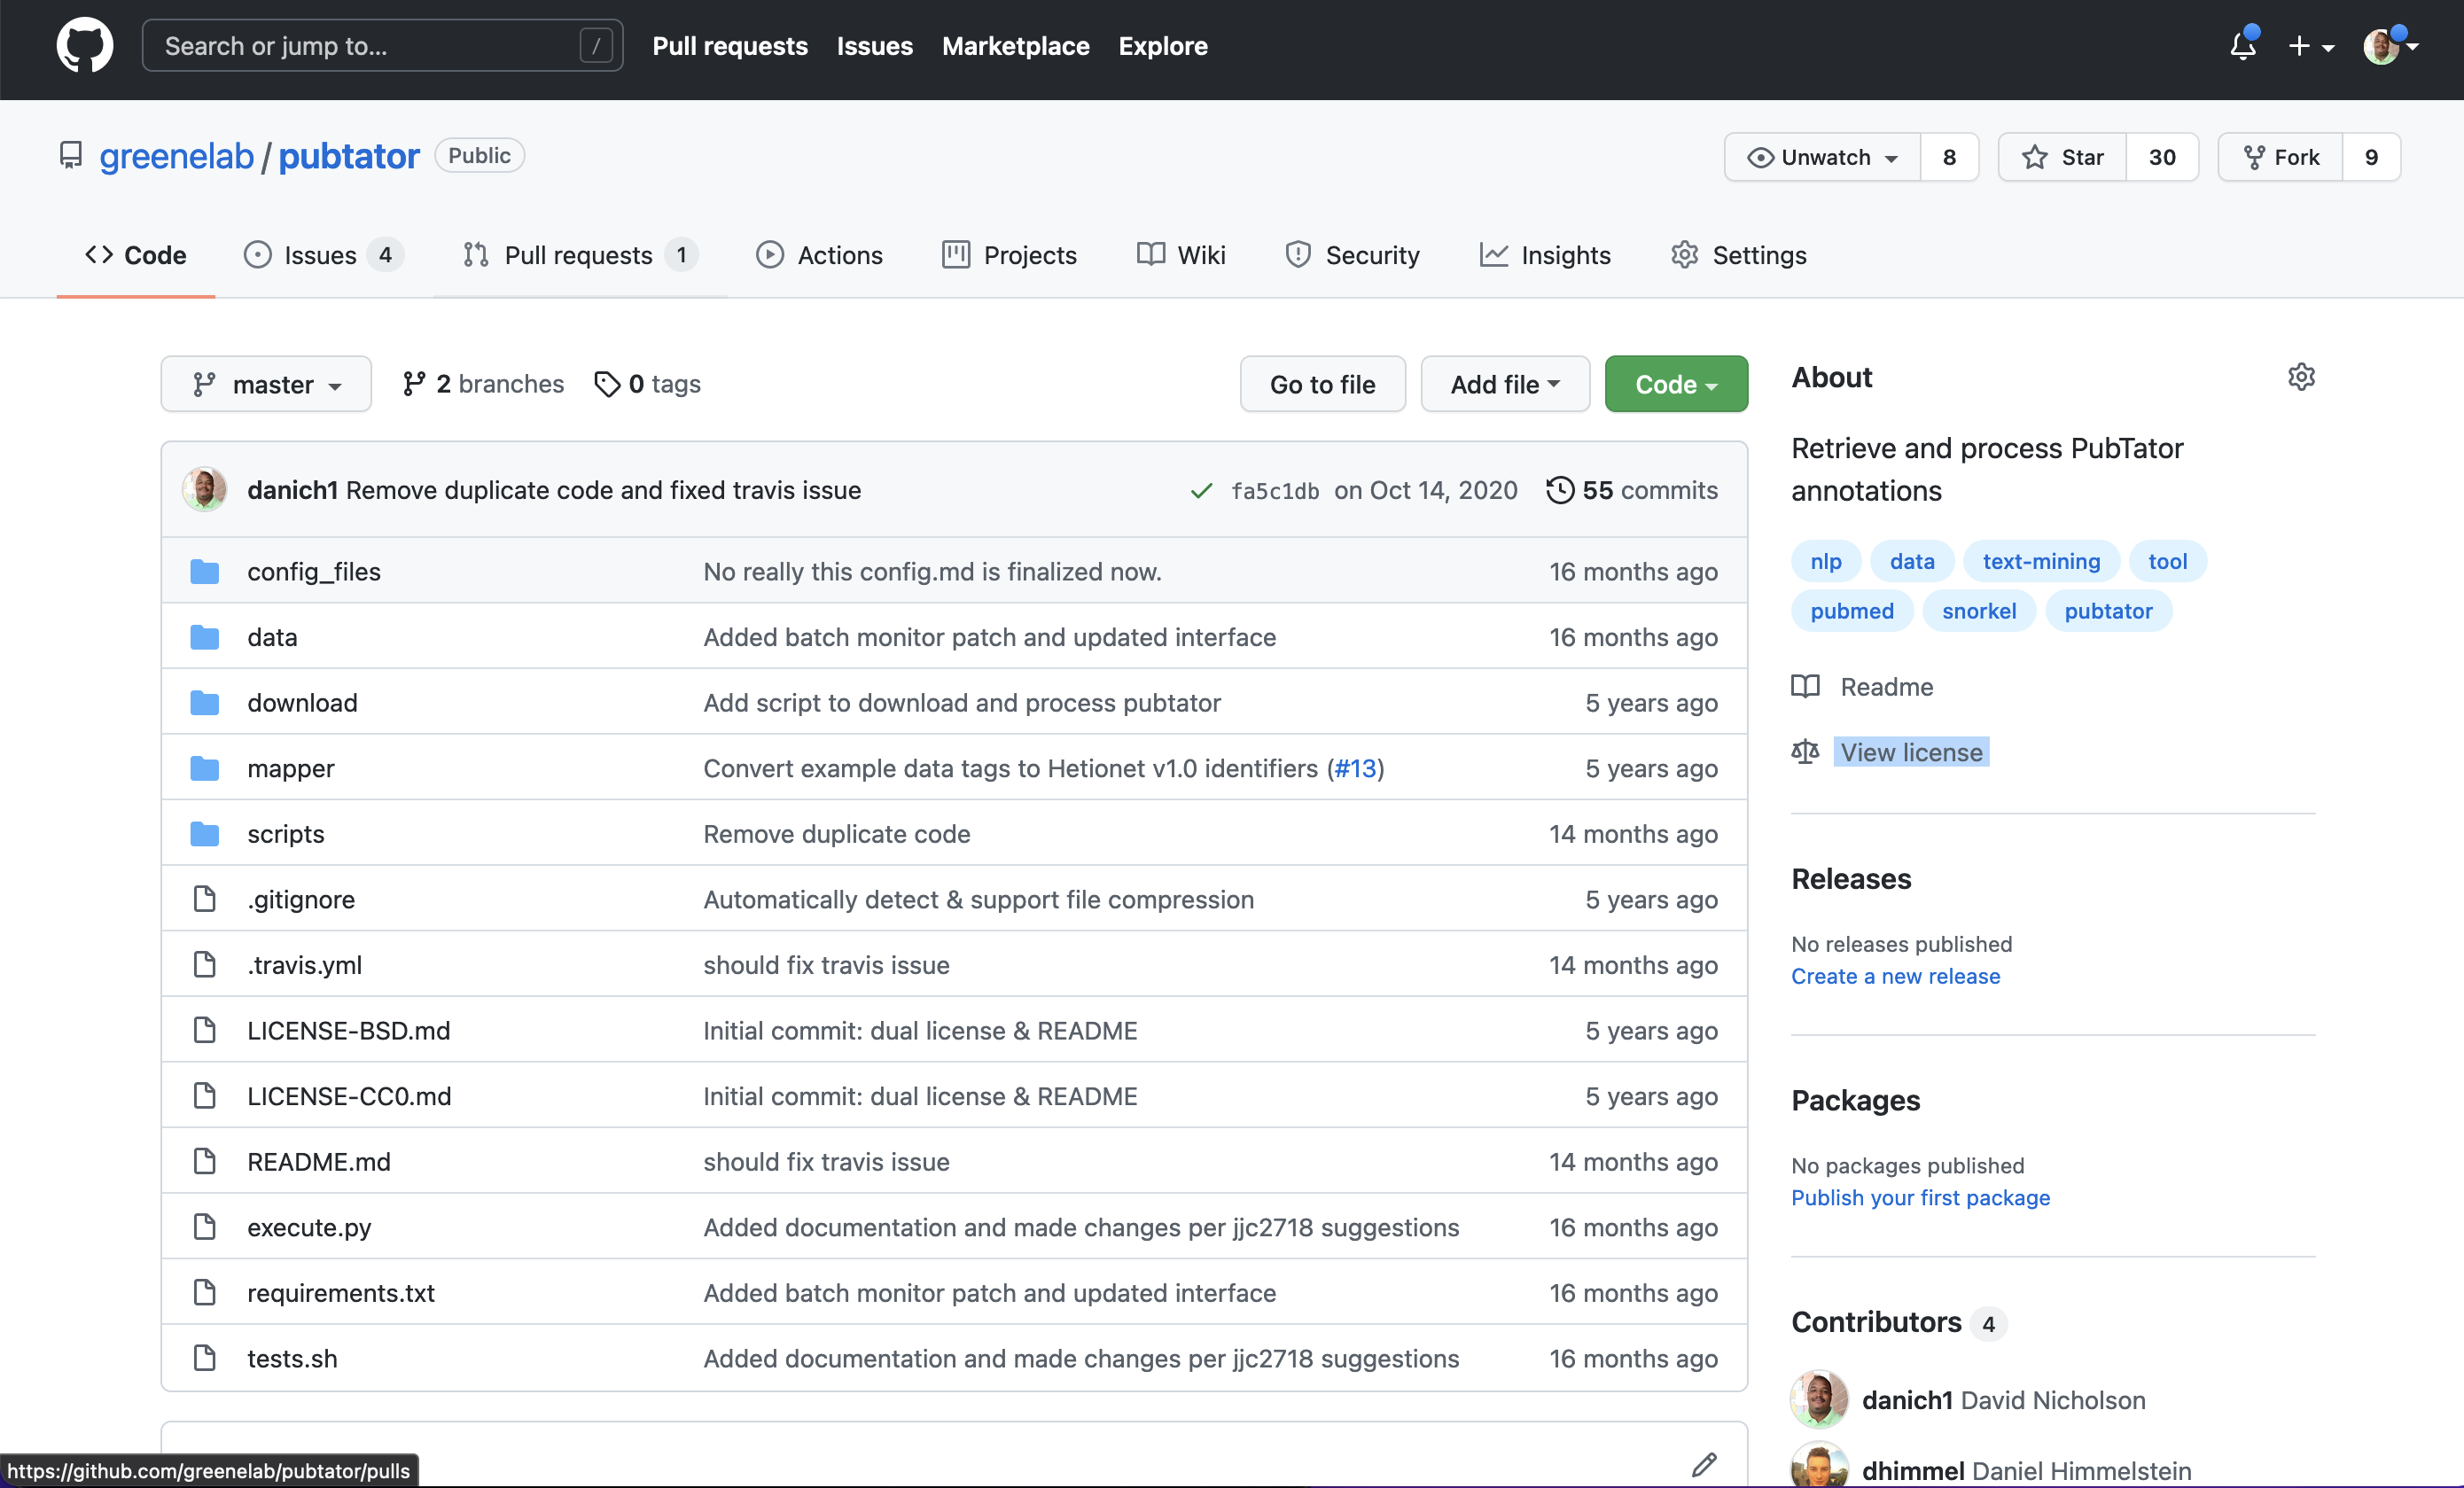 Search or jump to... /
Pull requests Issues Marketplace Explore
greenelab / pubtator Public
Unwatch 8 Star 30 Fork 9
Code Issues 4 Pull requests 1 Actions Projects Wiki Security Insights Settings
master 2 branches 0 tags
Go to file Add file Code
danich1 Remove duplicate code and fixed travis issue fa5c1db on Oct 14, 2020 55 commits
config_files No really this config.md is finalized now. 16 months ago
data Added batch monitor patch and updated interface 16 months ago
download Add script to download and process pubtator 5 years ago
mapper Convert example data tags to Hetionet v1.0 identifiers (#13) 5 years ago
scripts Remove duplicate code 14 months ago
.gitignore Automatically detect & support file compression 5 years ago
.travis.yml should fix travis issue 14 months ago
LICENSE-BSD.md Initial commit: dual license & README 5 years ago
LICENSE-CC0.md Initial commit: dual license & README 5 years ago
README.md should fix travis issue 14 months ago
execute.py Added documentation and made changes per jjc2718 suggestions 16 months ago
requirements.txt Added batch monitor patch and updated interface 16 months ago
tests.sh Added documentation and made changes per jjc2718 suggestions 16 months ago
About
Retrieve and process PubTator
annotations
nlp data text-mining tool
pubmed snorkel pubtator
Readme
View license
Releases
No releases published
Create a new release
Packages
No packages published
Publish your first package
Contributors 4
danich1 David Nicholson
dhimmel Daniel Himmelstein
https://github.com/greenelab/pubtator/pulls